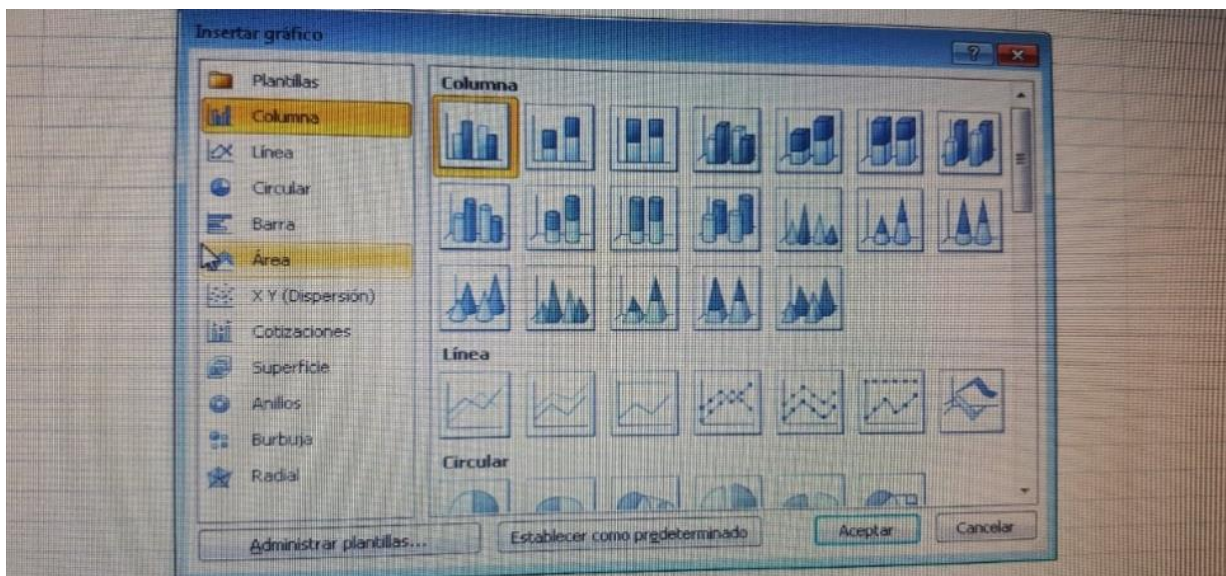 Insertar gráfico
Plantillas
Columna
Línea
Circular
Barra
Área
X Y (Dispersión)
Cotizaciones
Superficie
Anillos
Burbuja
Radial
Columna
Línea
Circular
Administrar plantillas...
Establecer como predeterminado
Aceptar
Cancelar